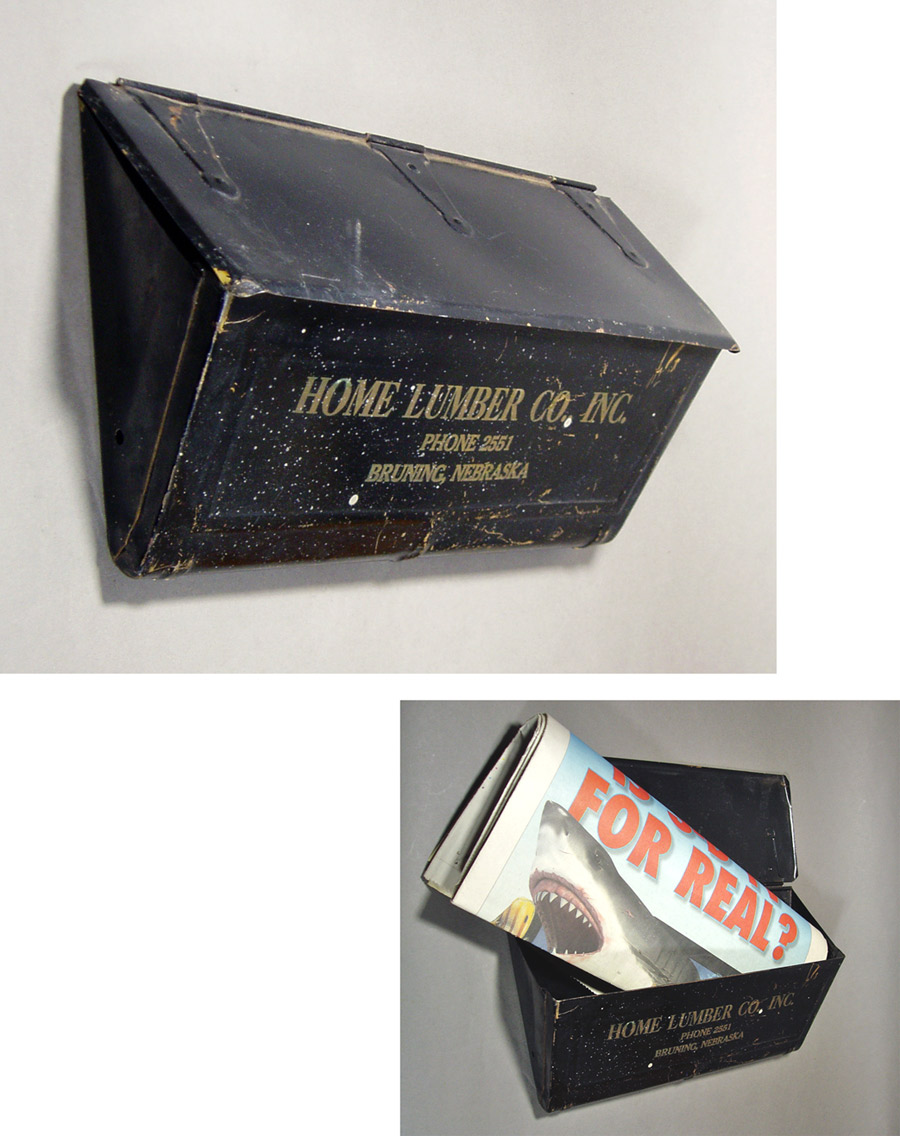 HOME LUMBER CO. INC.
PHONE 2551
BRUNING, NEBRASKA
FOR REAL?
HOME LUMBER CO. INC.
PHONE 2551
BRUNING, NEBRASKA